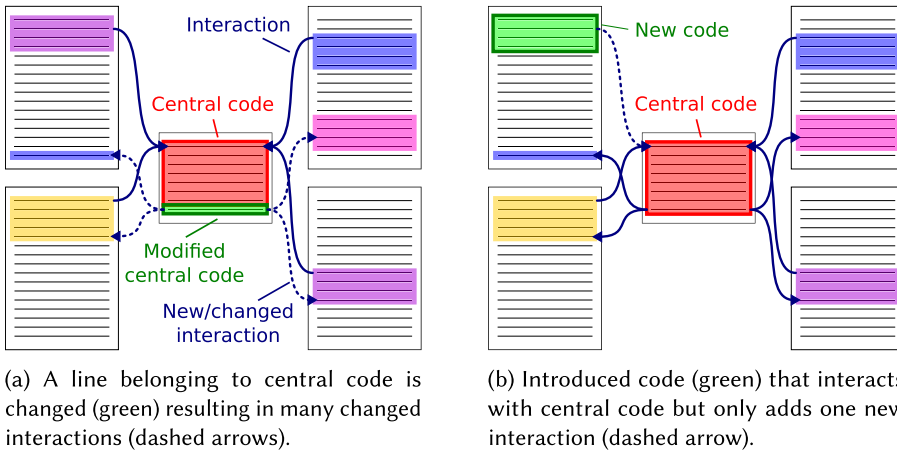 Interaction
Central code
Modified
central code
New/changed
interaction
New code
Central code
(a) A line belonging to central code is
changed (green) resulting in many changed
interactions (dashed arrows).
(b) Introduced code (green) that interacts
with central code but only adds one new
interaction (dashed arrow).